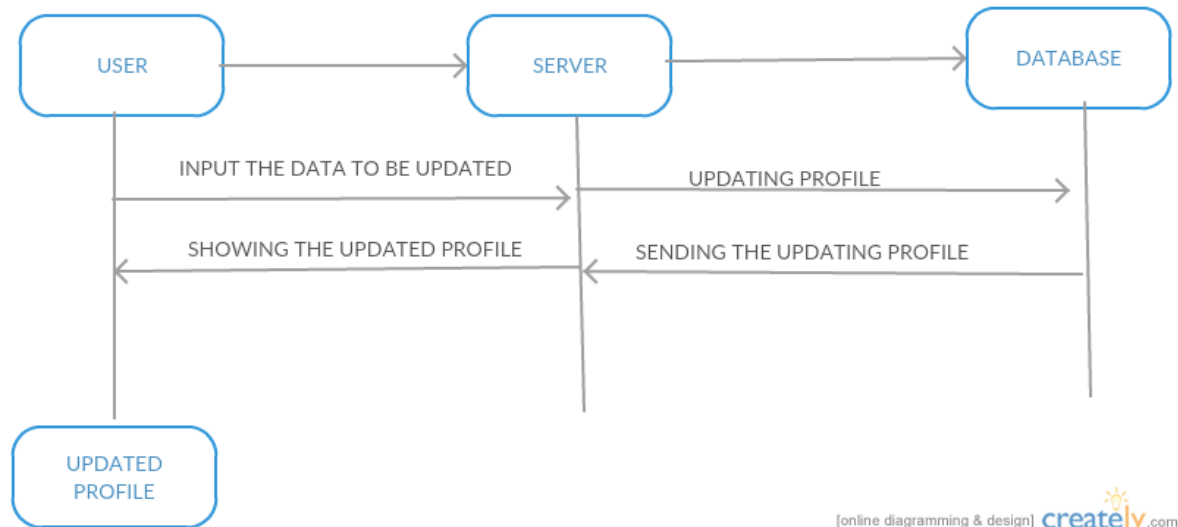 USER
SERVER
DATABASE
INPUT THE DATA TO BE UPDATED
UPDATING PROFILE
SHOWING THE UPDATED PROFILE
SENDING THE UPDATING PROFILE
UPDATED
PROFILE
[online diagramming & design] creately.com